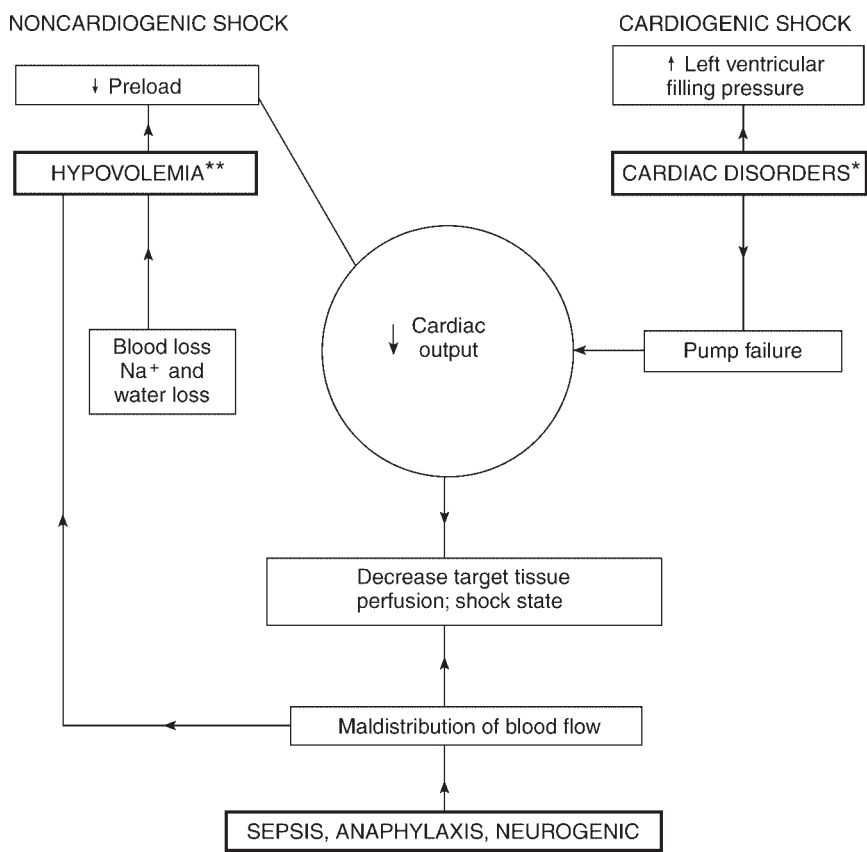 NONCARDIOGENIC SHOCK
↓ Preload
HYPOVOLEMIA**
Blood loss
Na+ and
water loss
CARDIOGENIC SHOCK
↑ Left ventricular
filling pressure
CARDIAC DISORDERS*
Pump failure
↓ Cardiac
output
Decrease target tissue
perfusion; shock state
Maldistribution of blood flow
SEPSIS, ANAPHYLAXIS, NEUROGENIC